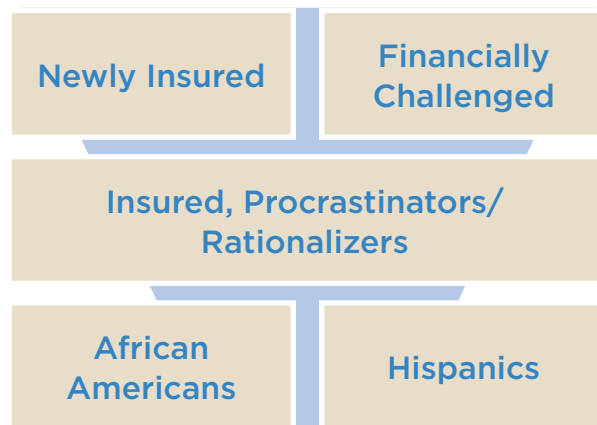 Newly Insured
Financially
Challenged
Insured, Procrastinators/
Rationalizers
African
Americans
Hispanics